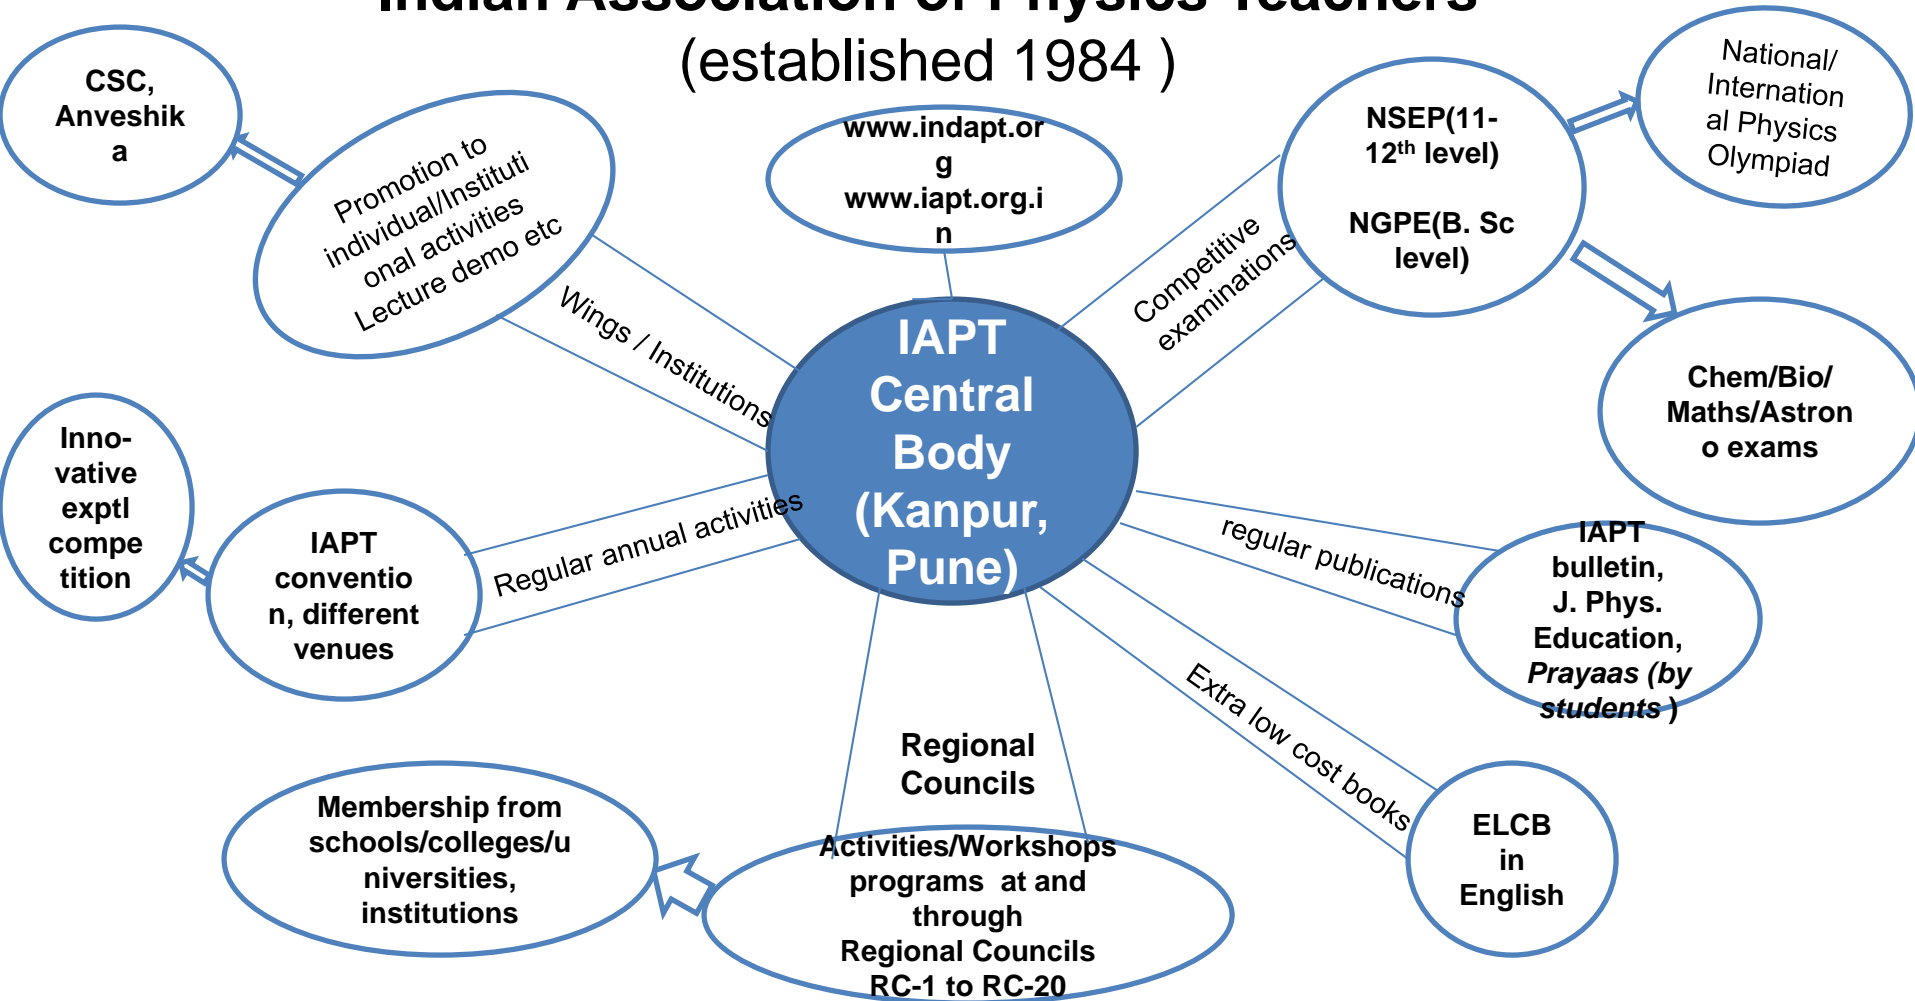 Indian Association of Physics Teachers
(established 1984 )
CSC,
Anveshik
a
Promotion to
individual/Instituti
onal activities
Lecture demo etc
www.indapt.or
g
www.iapt.org.i
n
NSEP(11-
12th level)
NGPE(B. Sc
level)
National/
Internation
al Physics
Olympiad
Competitive
examinations
Wings / Institutions
IAPT
Central
Body
(Kanpur,
Pune)
Chem/Bio/
Maths/Astron
o exams
Inno-
vative
exptl
compe
tition
IAPT
conventio
n, different
venues
Regular annual activities
regular publications
IAPT
bulletin,
J. Phys.
Education,
Prayaas (by
students )
Extra low cost books
ELCB
in
English
Regional
Councils
Activities/Workshops
programs at and
through
Regional Councils
RC-1 to RC-20
Membership from
schools/colleges/u
niversities,
institutions